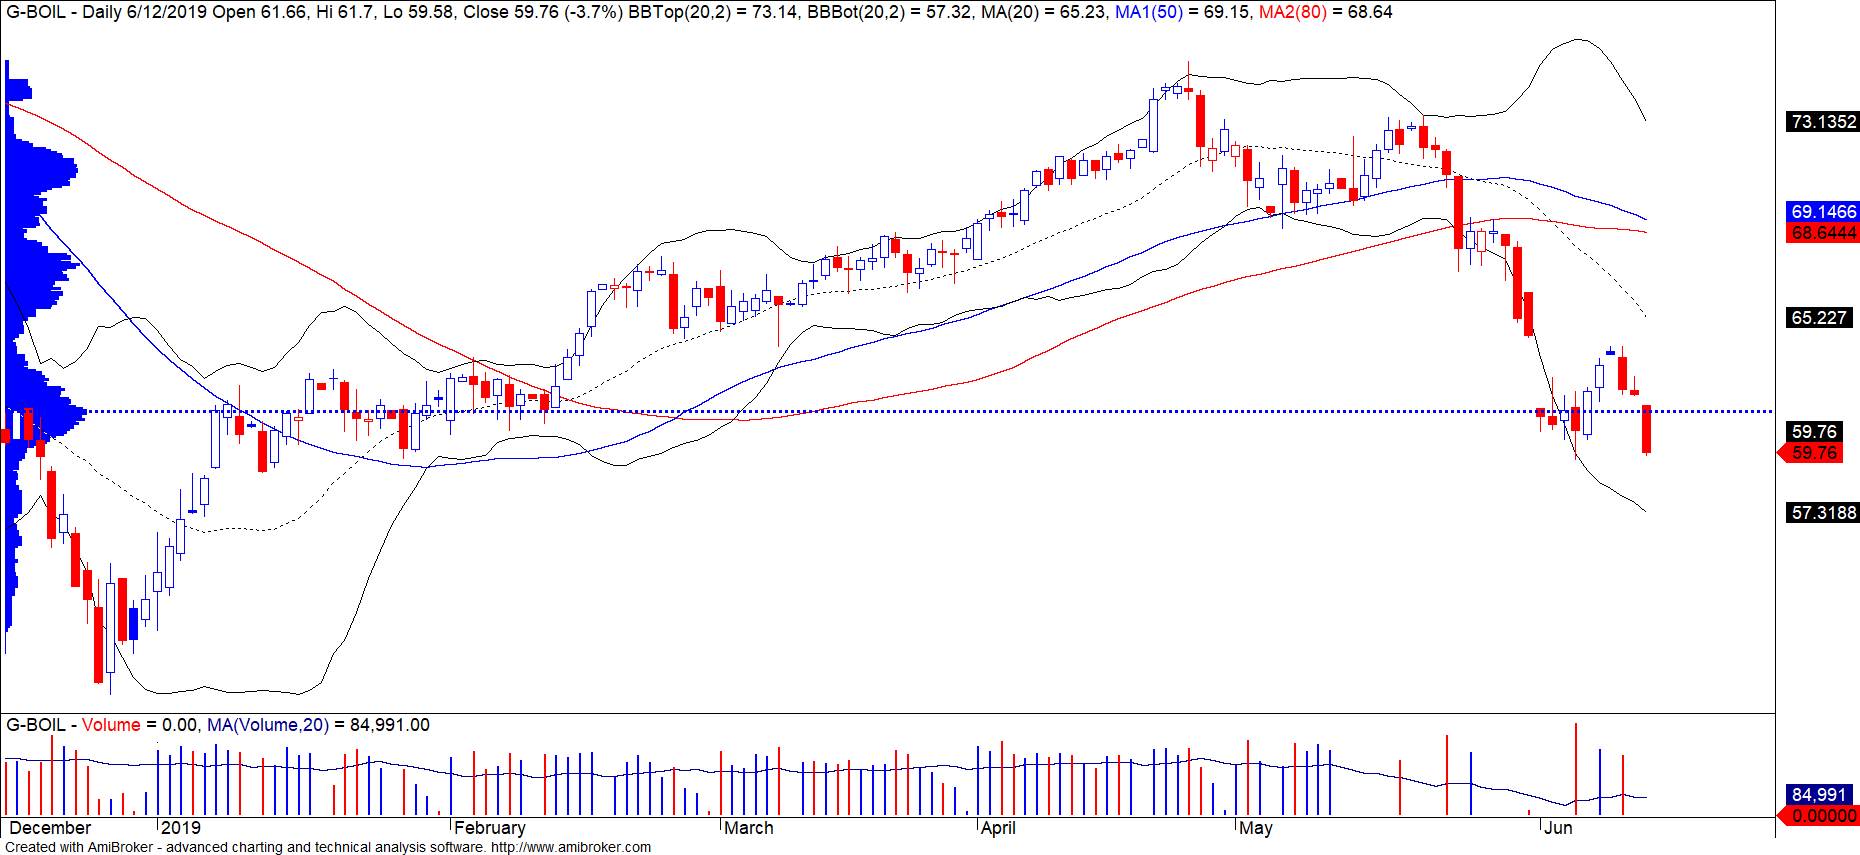 G-BOIL - Daily 6/12/2019 Open 61.66, Hi 61.7, Lo 59.58, Close 59.76 (-3.7%) BBTop(20,2) = 73.14, BBBot(20,2) = 57.32, MA(20) = 65.23, MA1(50) = 69.15, MA2(80) = 68.64
73.1352
69.1466
68.6444
65.227
59.76
59.76
57.3188
G-BOIL - Volume = 0.00, MA(Volume,20) = 84,991.00
84,991
0.00000
December 2019 February March April May Jun
Created with AmiBroker - advanced charting and technical analysis software. http://www.amibroker.com